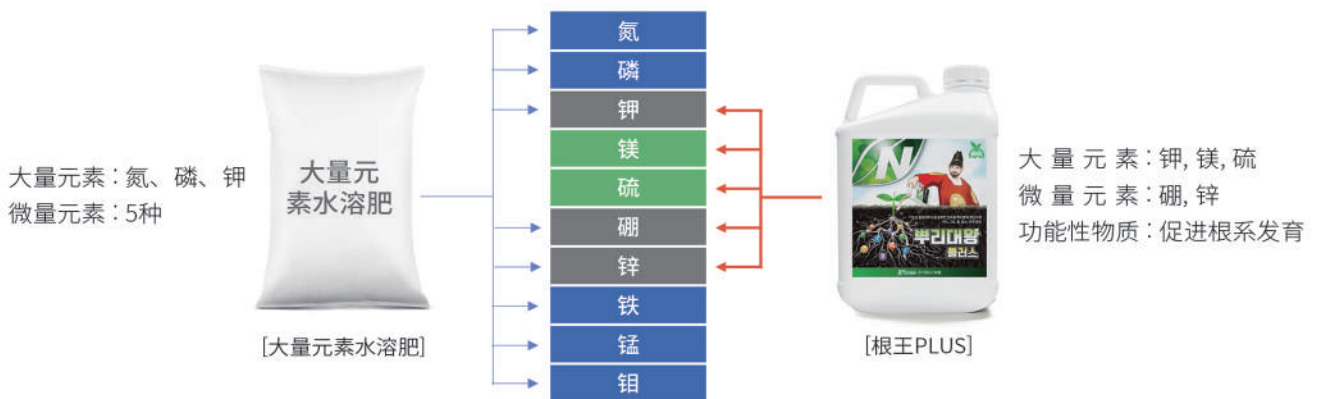 大量元素：氮、磷、钾
微量元素：5种
大量元
素水溶肥
[大量元素水溶肥]
氮
磷
钾
镁
硫
硼
锌
铁
锰
钼
N
뿌리대왕
플러스
[根王PLUS]
大量元素：钾, 镁, 硫
微量元素：硼, 锌
功能性物质：促进根系发育